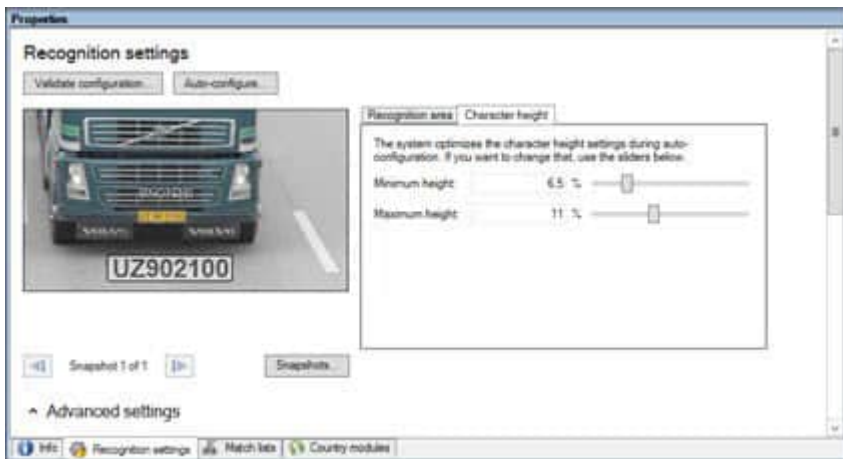 Properties
Recognition settings
Validate configuration... Auto-configure...
Recognition area Character height
The system optimizes the character height settings during auto-
configuration. If you want to change that, use the sliders below.
Minimum height: 6.5 %
Maximum height: 11 %
UZ902100
Snapshot 1 of 1 Snapshots...
Advanced settings
Info Recognition settings Match lists Country modules